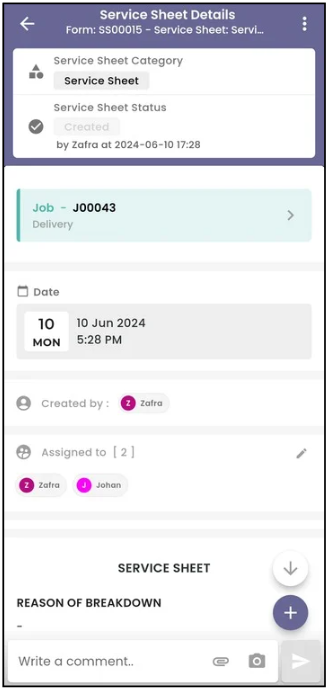 Service Sheet Details
Form: SS00015 - Service Sheet: Servi...
Service Sheet Category
Service Sheet
Service Sheet Status
Created
by Zafra at 2024-06-10 17:28
Job - J00043
Delivery
Date
10
MON
10 Jun 2024
5:28 PM
Created by :
Z Zafra
Assigned to [ 2 ]
Z Zafra J Johan
SERVICE SHEET
REASON OF BREAKDOWN
-
Write a comment..